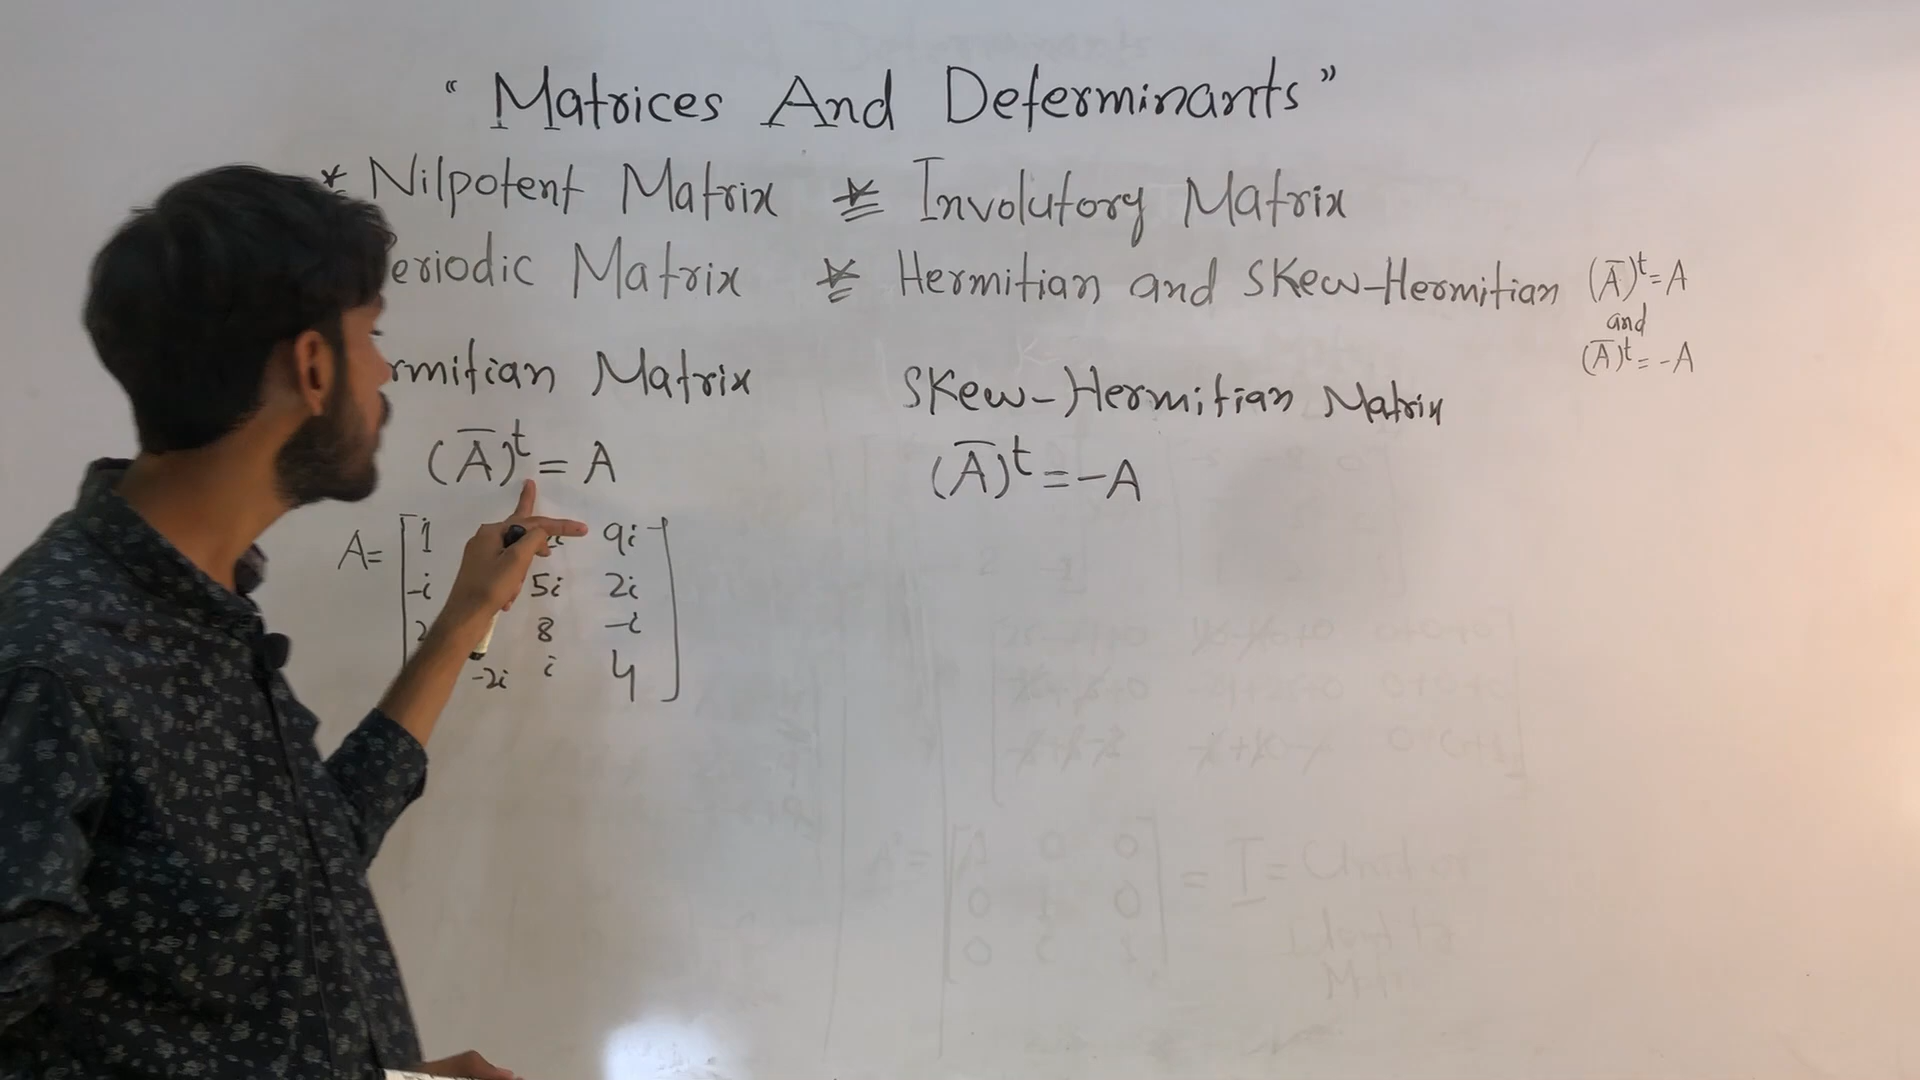 “ Matrices And Determinants ”
* Nilpotent Matrix * Involutory Matrix
eriodic Matrix * Hermitian and Skew-Hermitian (A̅)ᵗ = A
and
(A̅)ᵗ = -A
rmitian Matrix
Skew-Hermitian Matrix
(A̅)ᵗ = A
(A̅)ᵗ = -A
A= 1 9i
-i 5i 2i
2 8 -i
-2i i 4